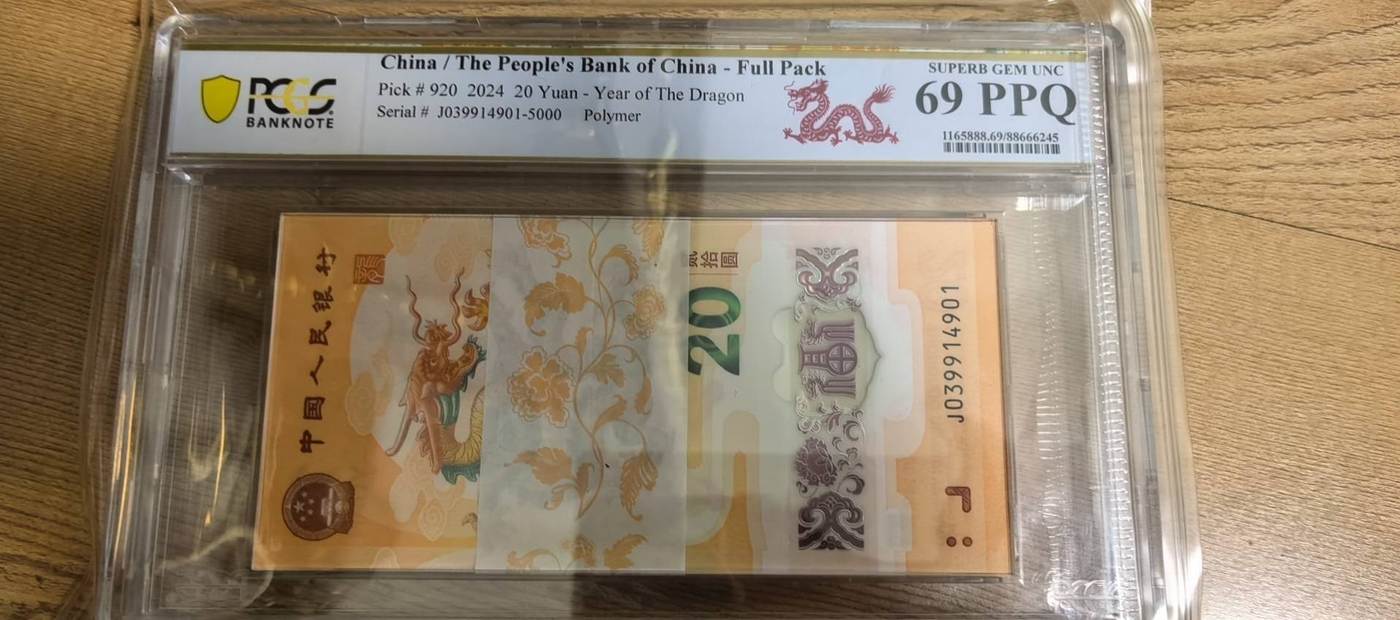 PCGS
BANKNOTE
China / The People's Bank of China - Full Pack
Pick # 920 2024 20 Yuan - Year of The Dragon
Serial # J039914901-5000 Polymer
SUPERB GEM UNC
69 PPQ
1165888.69/88666245
中国人民银行
贰拾圆
20
J039914901